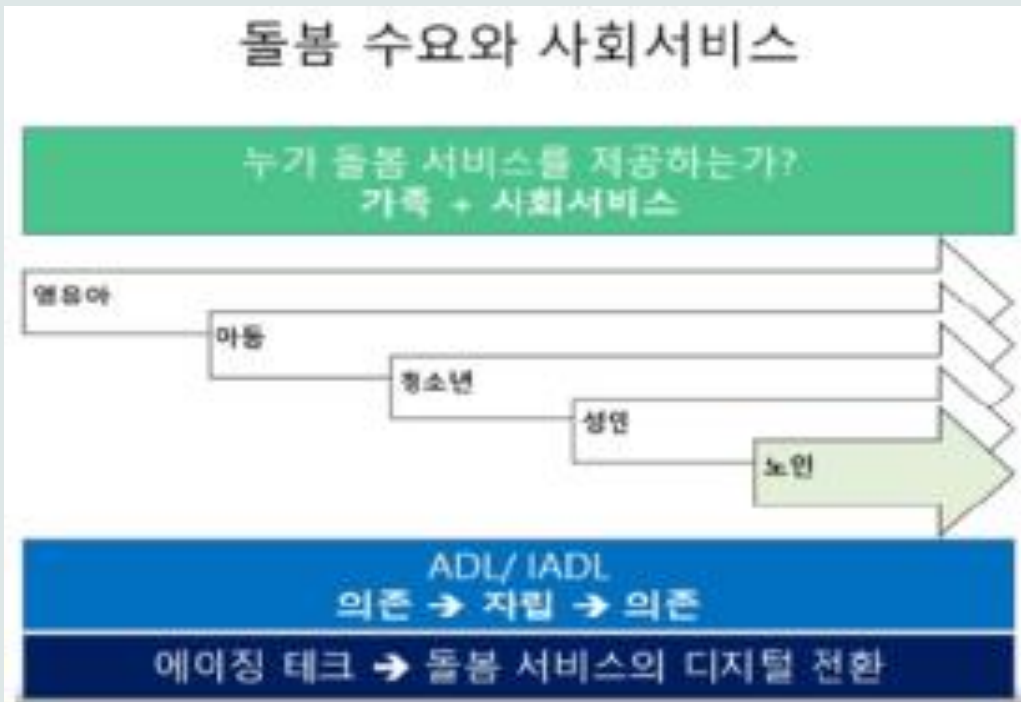 돌봄 수요와 사회서비스
누가 돌봄 서비스를 제공하는가?
가족 + 사회서비스
영유아
아동
청소년
성인
노인
ADL/ IADL
의존 → 자립 → 의존
에이징 테크 → 돌봄 서비스의 디지털 전환